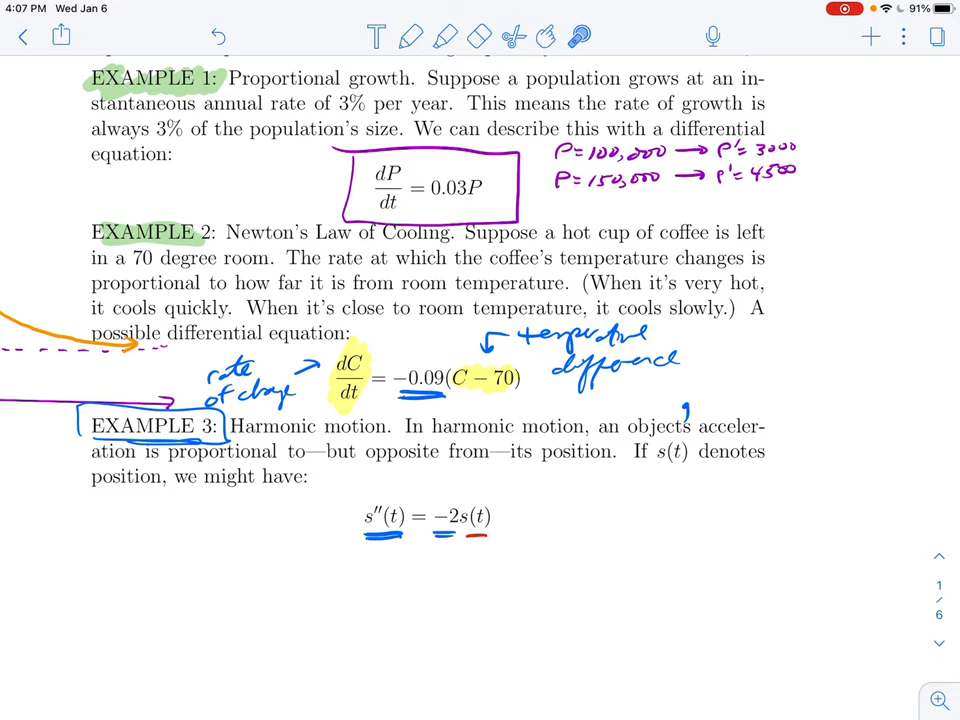 4:07 PM Wed Jan 6
91%
EXAMPLE 1: Proportional growth. Suppose a population grows at an in-
stantaneous annual rate of 3% per year. This means the rate of growth is
always 3% of the population's size. We can describe this with a differential
equation:
P=100,000 → P'=3000
dP/dt = 0.03P
P=150,000 → P'=4500
EXAMPLE 2: Newton's Law of Cooling. Suppose a hot cup of coffee is left
in a 70 degree room. The rate at which the coffee's temperature changes is
proportional to how far it is from room temperature. (When it's very hot,
it cools quickly. When it's close to room temperature, it cools slowly.) A
possible differential equation:
temperature
difference
rate
of change
dC/dt = −0.09(C − 70)
EXAMPLE 3: Harmonic motion. In harmonic motion, an object's acceler-
ation is proportional to—but opposite from—its position. If s(t) denotes
position, we might have:
s″(t) = −2s(t)
1
/
6